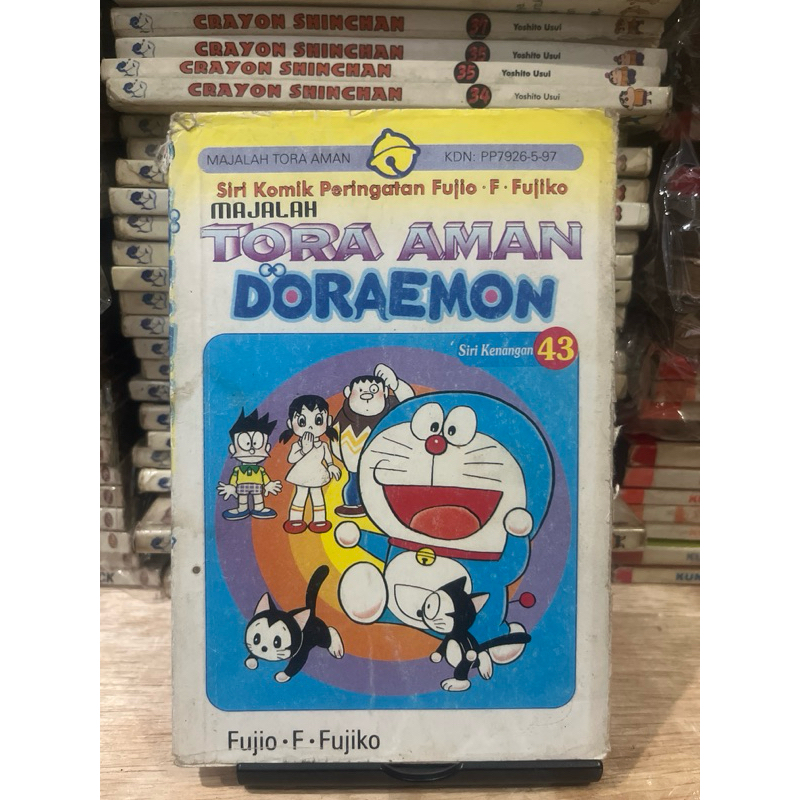 CRAYON SHINCHAN 37 Yoshito Usui
CRAYON SHINCHAN 35 Yoshito Usui
CRAYON SHINCHAN 35 Yoshito Usui
CRAYON SHINCHAN 34 Yoshito Usui
MAJALAH TORA AMAN KDN: PP7926-5-97
Siri Komik Peringatan Fujio・F・Fujiko
MAJALAH
TORA AMAN
DORAEMON
Siri Kenangan 43
Fujio・F・Fujiko